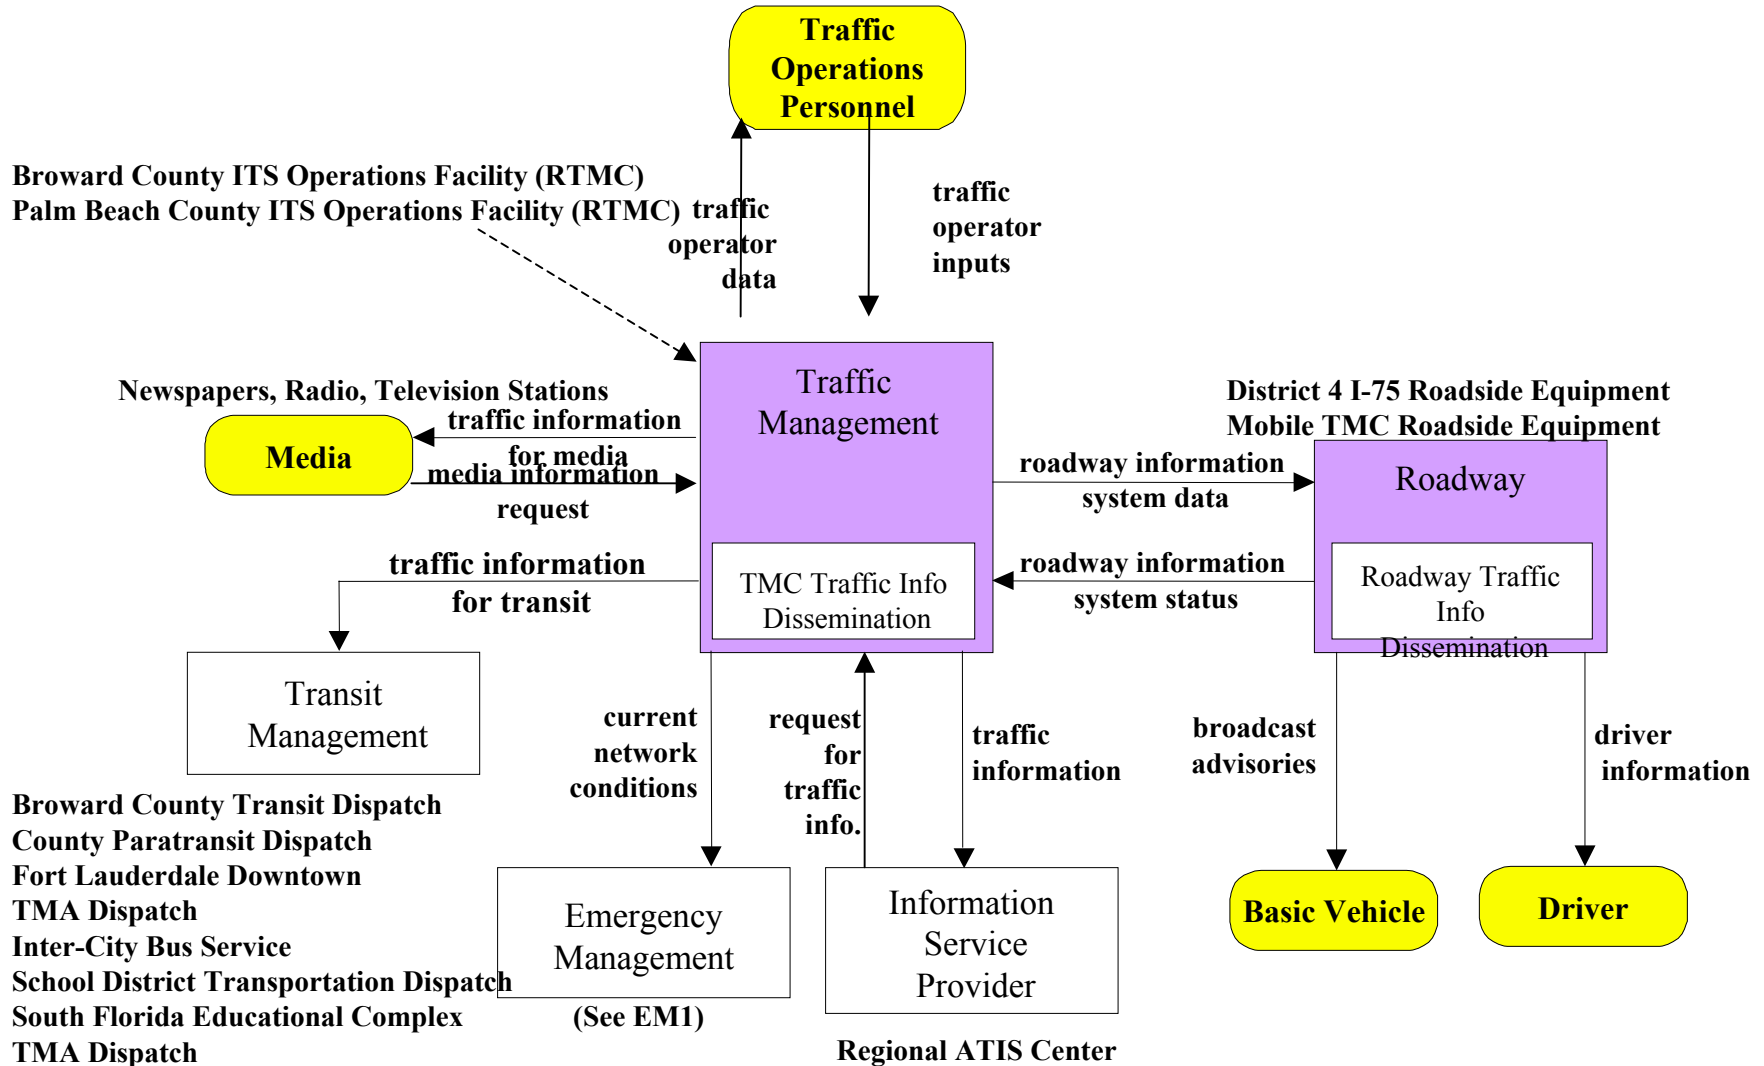 Traffic
Operations
Personnel
Broward County ITS Operations Facility (RTMC)
Palm Beach County ITS Operations Facility (RTMC)
traffic
operator
data
traffic
operator
inputs
Traffic
Management
Newspapers, Radio, Television Stations
traffic information
for media
Media
media information
request
District 4 I-75 Roadside Equipment
Mobile TMC Roadside Equipment
roadway information
system data
Roadway
traffic information
for transit
TMC Traffic Info
Dissemination
roadway information
system status
Roadway Traffic
Info
Dissemination
Transit
Management
current
network
conditions
request
for
traffic
info.
traffic
information
broadcast
advisories
driver
information
Broward County Transit Dispatch
County Paratransit Dispatch
Fort Lauderdale Downtown
TMA Dispatch
Inter-City Bus Service
School District Transportation Dispatch
South Florida Educational Complex
TMA Dispatch
Emergency
Management
(See EM1)
Information
Service
Provider
Regional ATIS Center
Basic Vehicle
Driver